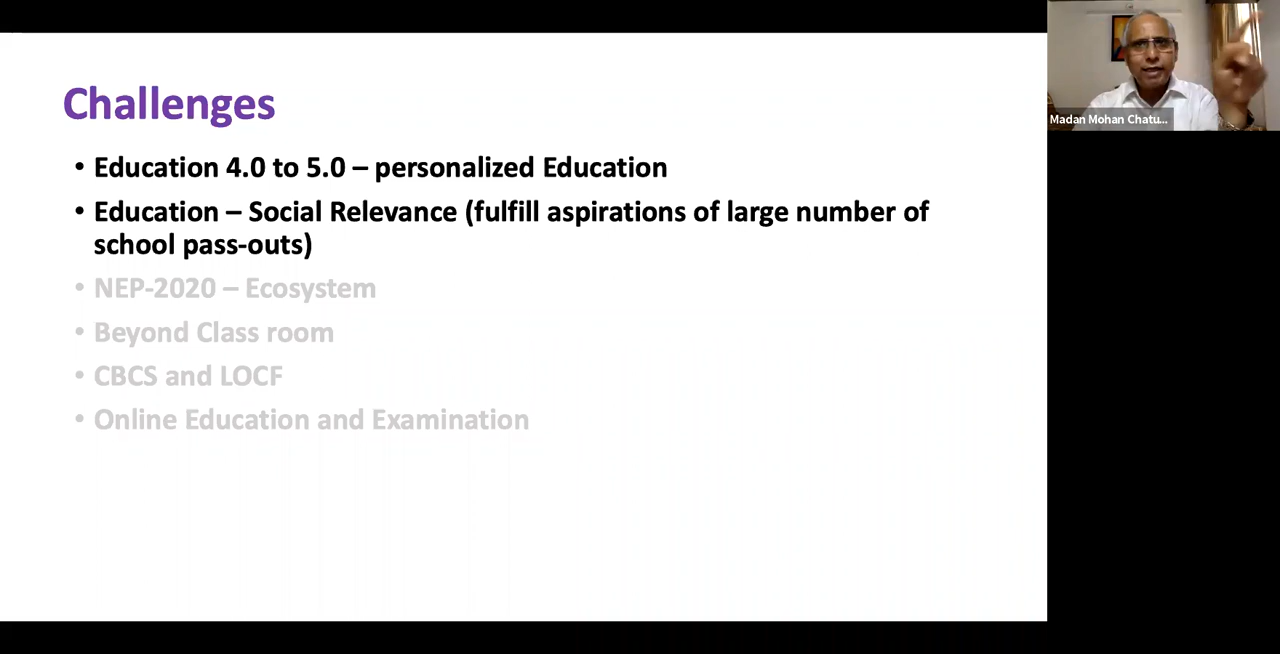 Challenges
• Education 4.0 to 5.0 – personalized Education
• Education – Social Relevance (fulfill aspirations of large number of
school pass-outs)
• NEP-2020 – Ecosystem
• Beyond Class room
• CBCS and LOCF
• Online Education and Examination
Madan Mohan Chatu...